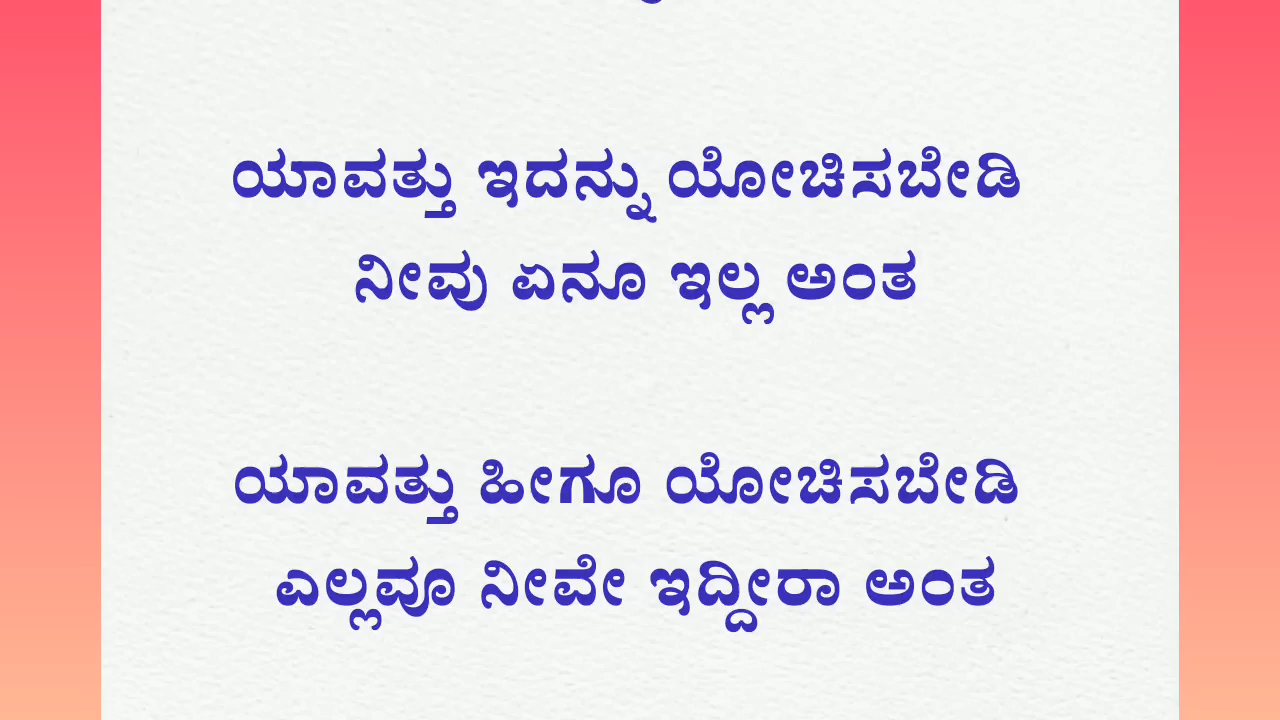 ಯಾವತ್ತು ಇದನ್ನು ಯೋಚಿಸಬೇಡಿ
ನೀವು ಏನೂ ಇಲ್ಲ ಅಂತ
ಯಾವತ್ತು ಹೀಗೂ ಯೋಚಿಸಬೇಡಿ
ಎಲ್ಲವೂ ನೀವೇ ಇದ್ದೀರಾ ಅಂತ